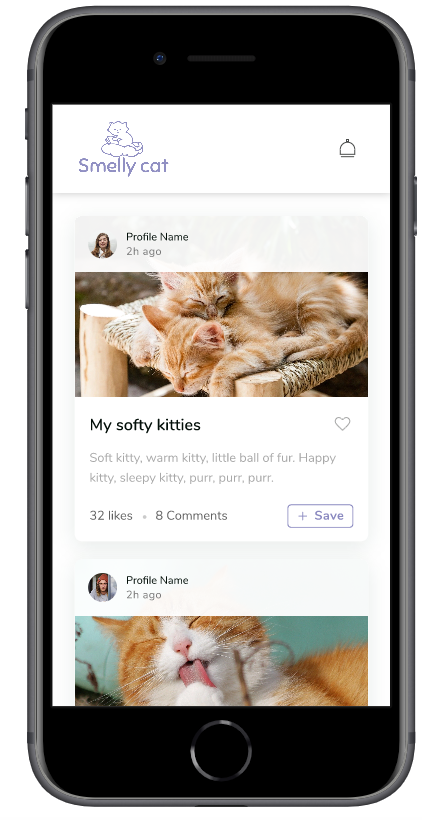 Smelly cat
Profile Name
2h ago
My softy kitties
Soft kitty, warm kitty, little ball of fur. Happy
kitty, sleepy kitty, purr, purr, purr.
32 likes • 8 Comments
+ Save
Profile Name
2h ago